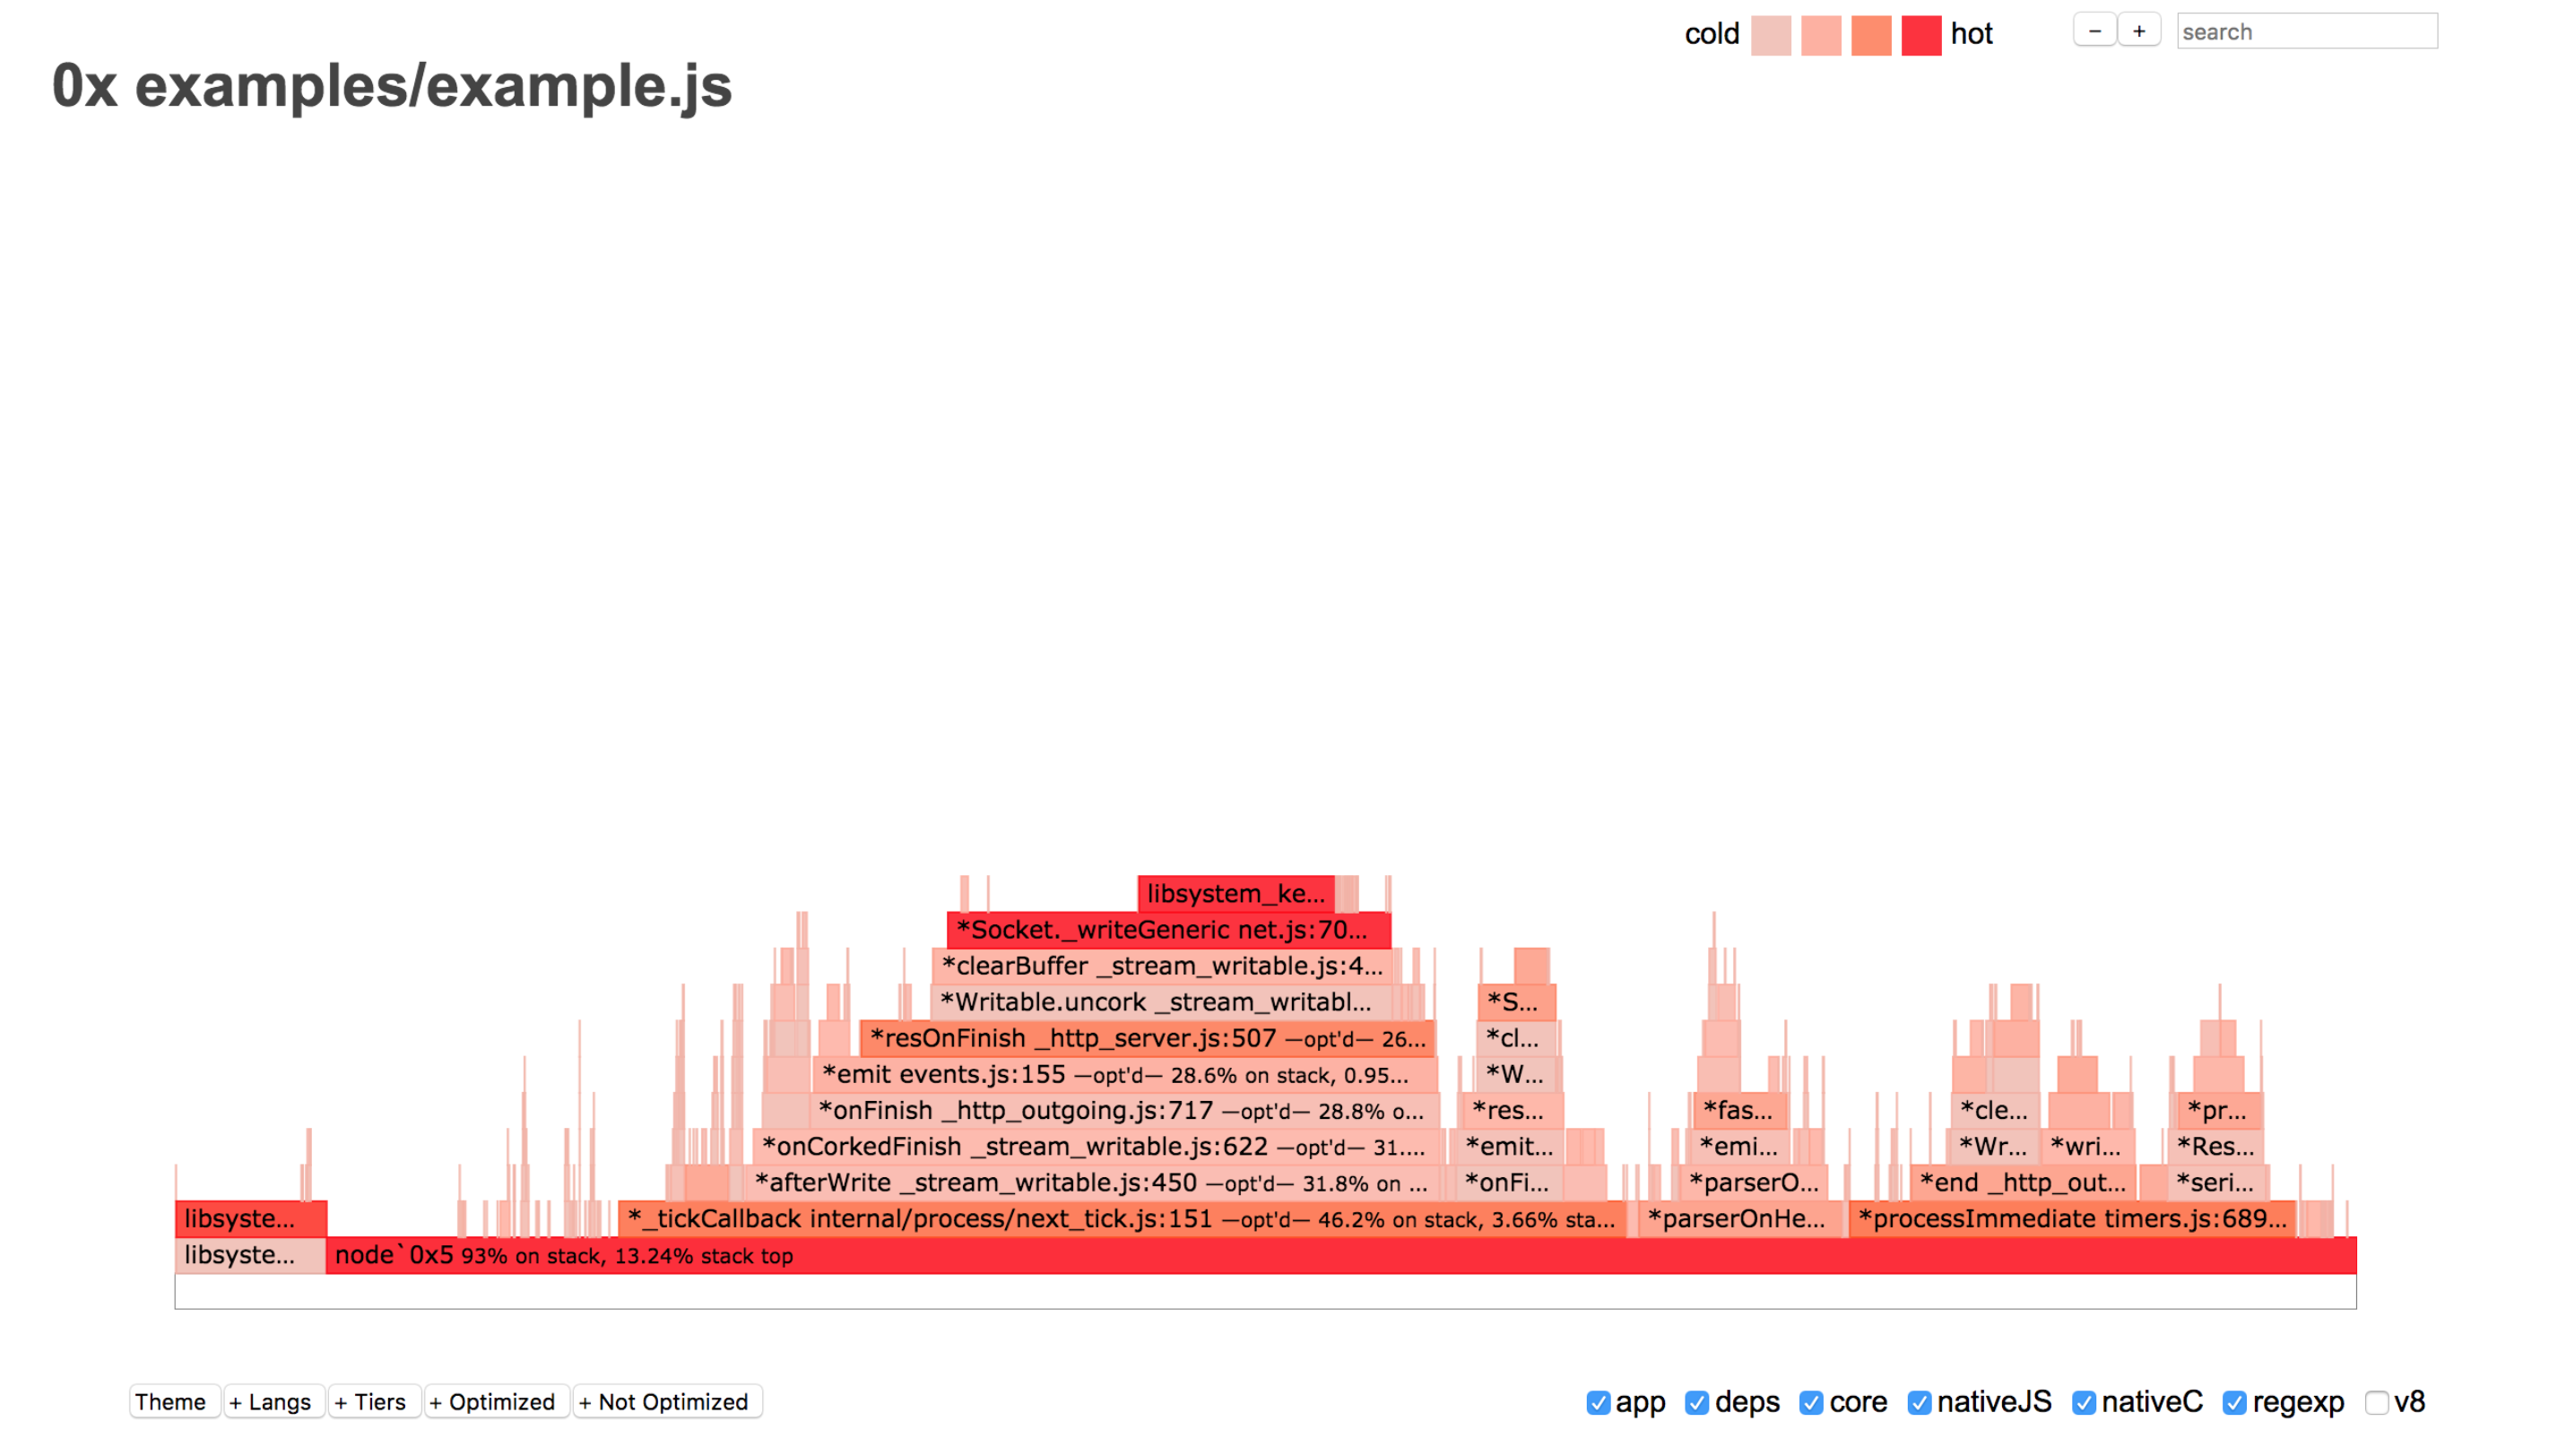 cold hot
− + search
0x examples/example.js
libsystem_ke...
*Socket._writeGeneric net.js:70...
*clearBuffer _stream_writable.js:4...
*Writable.uncork _stream_writabl... *S...
*resOnFinish _http_server.js:507 —opt'd— 26... *cl...
*emit events.js:155 —opt'd— 28.6% on stack, 0.95... *W...
*onFinish _http_outgoing.js:717 —opt'd— 28.8% o... *res... *fas... *cle... *pr...
*onCorkedFinish _stream_writable.js:622 —opt'd— 31.... *emit... *emi... *Wr... *wri... *Res...
*afterWrite _stream_writable.js:450 —opt'd— 31.8% on ... *onFi... *parserO... *end _http_out... *seri...
libsyste... *_tickCallback internal/process/next_tick.js:151 —opt'd— 46.2% on stack, 3.66% sta... *parserOnHe... *processImmediate timers.js:689...
libsyste... node`0x5 93% on stack, 13.24% stack top
Theme + Langs + Tiers + Optimized + Not Optimized app deps core nativeJS nativeC regexp v8